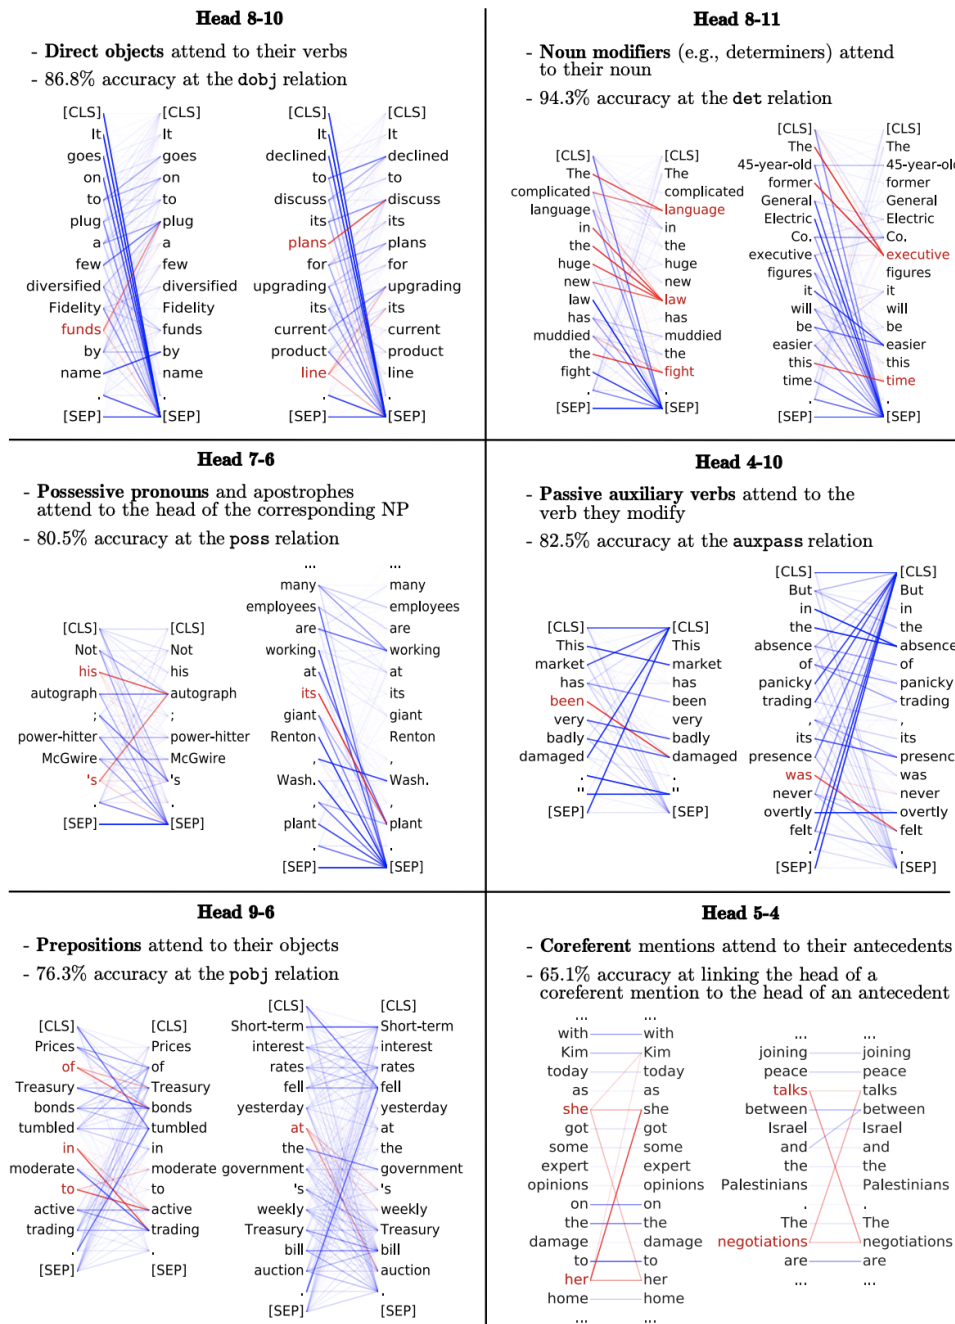 Head 8-10
- Direct objects attend to their verbs
- 86.8% accuracy at the dobj relation
[CLS] [CLS]
It It
goes goes
on on
to to
plug plug
a a
few few
diversified diversified
Fidelity Fidelity
funds funds
by by
name name
. .
[SEP] [SEP]
[CLS] [CLS]
It It
declined declined
to to
discuss discuss
its its
plans plans
for for
upgrading upgrading
its its
current current
product product
line line
. .
[SEP] [SEP]
Head 8-11
- Noun modifiers (e.g., determiners) attend
to their noun
- 94.3% accuracy at the det relation
[CLS] [CLS]
The The
complicated complicated
language language
in in
the the
huge huge
new new
law law
has has
muddied muddied
the the
fight fight
. .
[SEP] [SEP]
[CLS] [CLS]
The The
45-year-old 45-year-old
former former
General General
Electric Electric
Co. Co.
executive executive
figures figures
it it
will will
be be
easier easier
this this
time time
. .
[SEP] [SEP]
Head 7-6
- Possessive pronouns and apostrophes
attend to the head of the corresponding NP
- 80.5% accuracy at the poss relation
[CLS] [CLS]
Not Not
his his
autograph autograph
; ;
power-hitter power-hitter
McGwire McGwire
's 's
. .
[SEP] [SEP]
... ...
many many
employees employees
are are
working working
at at
its its
giant giant
Renton Renton
, ,
Wash. Wash.
, ,
plant plant
. .
[SEP] [SEP]
Head 4-10
- Passive auxiliary verbs attend to the
verb they modify
- 82.5% accuracy at the auxpass relation
[CLS] [CLS]
This This
market market
has has
been been
very very
badly badly
damaged damaged
. .
" "
[SEP] [SEP]
[CLS] [CLS]
But But
in in
the the
absence absence
of of
panicky panicky
trading trading
, ,
its its
presence presence
was was
never never
overtly overtly
felt felt
. .
[SEP] [SEP]
Head 9-6
- Prepositions attend to their objects
- 76.3% accuracy at the pobj relation
[CLS] [CLS]
Prices Prices
of of
Treasury Treasury
bonds bonds
tumbled tumbled
in in
moderate moderate
to to
active active
trading trading
. .
[SEP] [SEP]
[CLS] [CLS]
Short-term Short-term
interest interest
rates rates
fell fell
yesterday yesterday
at at
the the
government government
's 's
weekly weekly
Treasury Treasury
bill bill
auction auction
. .
[SEP] [SEP]
Head 5-4
- Coreferent mentions attend to their antecedents
- 65.1% accuracy at linking the head of a
coreferent mention to the head of an antecedent
... ...
with with
Kim Kim
today today
as as
she she
got got
some some
expert expert
opinions opinions
on on
the the
damage damage
to to
her her
home home
... ...
... ...
joining joining
peace peace
talks talks
between between
Israel Israel
and and
the the
Palestinians Palestinians
. .
The The
negotiations negotiations
are are
... ...